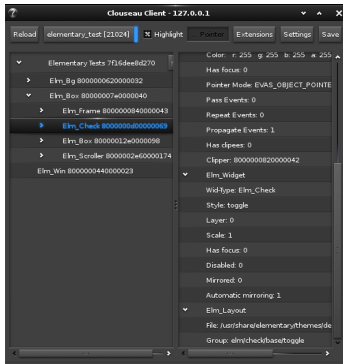 Clouseau Client - 127.0.0.1
Reload
elementary_test [21024]
Highlight
Pointer
Extensions
Settings
Save
Elementary Tests 7f16dee8d270
Elm_Bg 8000000620000032
Elm_Box 80000007e0000040
Elm_Frame 8000000840000043
Elm_Check 8000000d00000069
Elm_Box 80000012e0000098
Elm_Scroller 8000002e60000174
Elm_Win 8000000440000023
Color: r: 255 g: 255 b: 255 a: 255
Has focus: 0
Pointer Mode: EVAS_OBJECT_POINTE
Pass Events: 0
Repeat Events: 0
Propagate Events: 1
Has clipees: 0
Clipper: 8000000820000042
Elm_Widget
Wid-Type: Elm_Check
Style: toggle
Layer: 0
Scale: 1
Has focus: 0
Disabled: 0
Mirrored: 0
Automatic mirroring: 1
Elm_Layout
File: /usr/share/elementary/themes/de
Group: elm/check/base/toggle